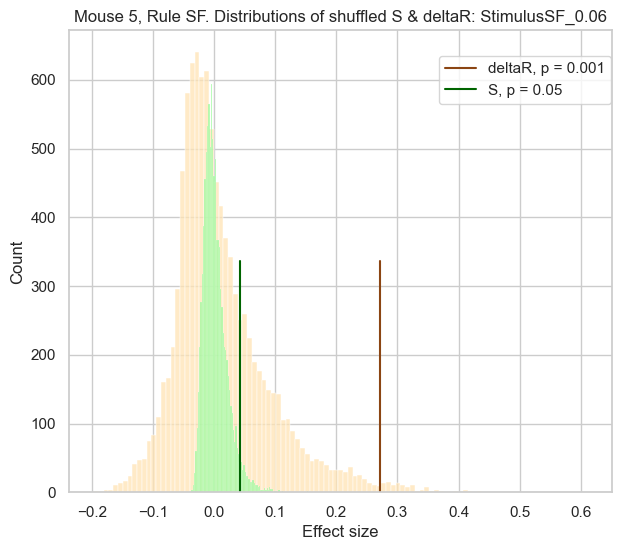 Mouse 5, Rule SF. Distributions of shuffled S & deltaR: StimulusSF_0.06
deltaR, p = 0.001
S, p = 0.05
600
500
400
300
200
100
0
Count
−0.2 −0.1 0.0 0.1 0.2 0.3 0.4 0.5 0.6
Effect size